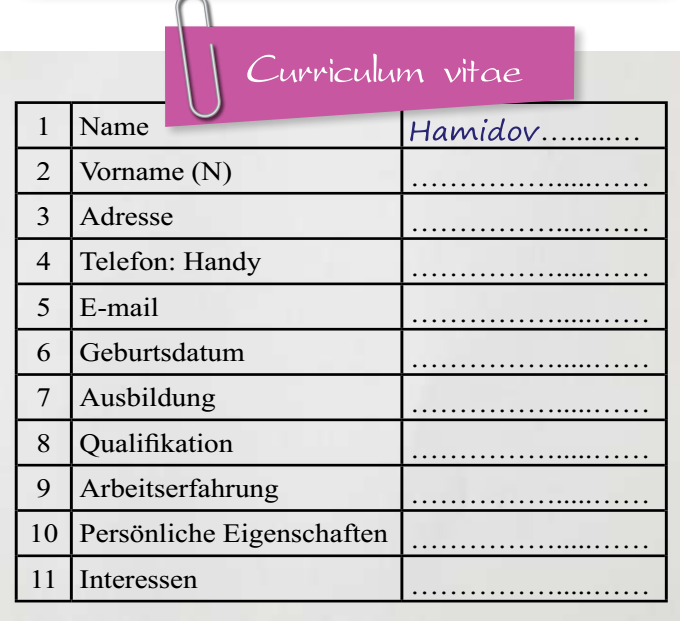 Curriculum vitae
1 Name Hamidov…......…
2 Vorname (N) …………….....……
3 Adresse …………….....……
4 Telefon: Handy …………….....……
5 E-mail …………….....……
6 Geburtsdatum …………….....……
7 Ausbildung …………….....……
8 Qualifikation …………….....……
9 Arbeitserfahrung …………….....……
10 Persönliche Eigenschaften …………….....……
11 Interessen …………….....……